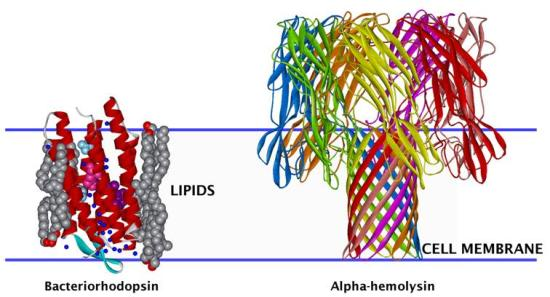 LIPIDS
CELL MEMBRANE
Bacteriorhodopsin
Alpha-hemolysin